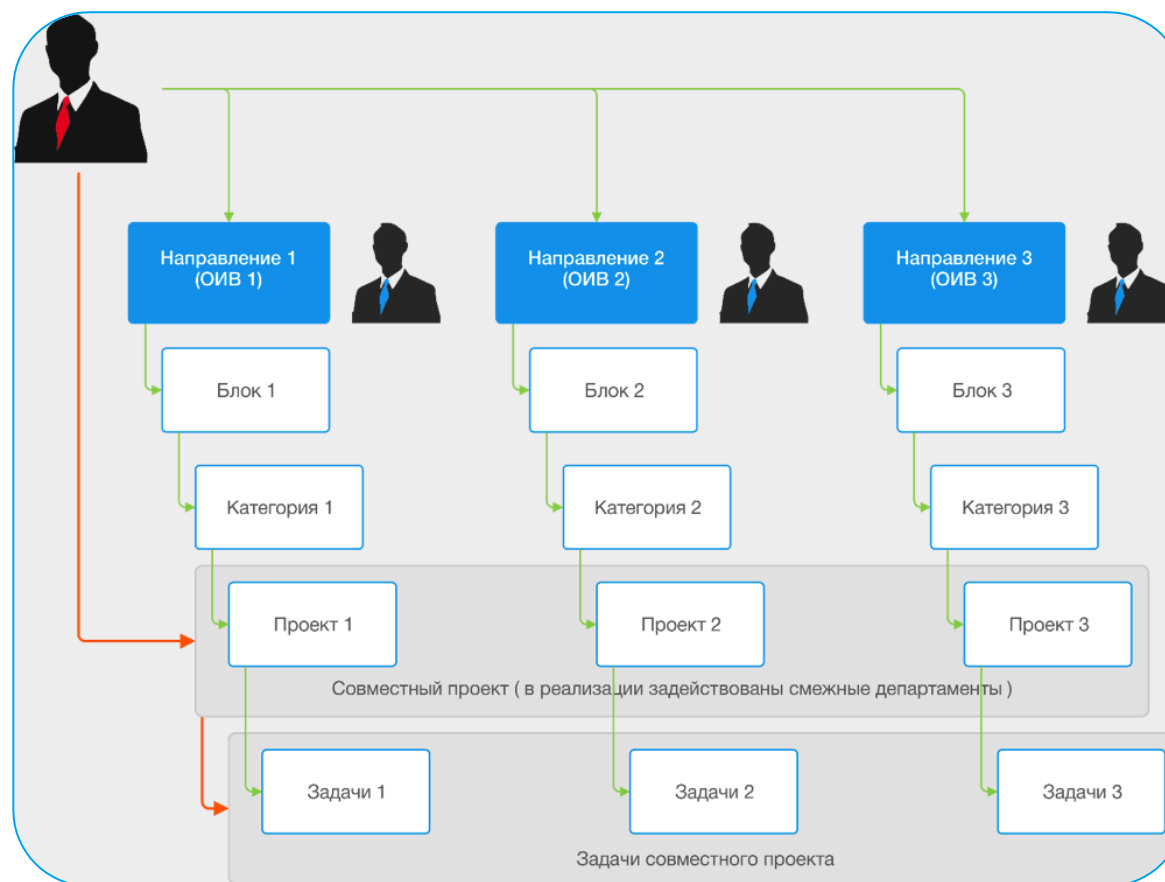 Направление 1
(ОИВ 1)
Направление 2
(ОИВ 2)
Направление 3
(ОИВ 3)
Блок 1
Блок 2
Блок 3
Категория 1
Категория 2
Категория 3
Проект 1
Проект 2
Проект 3
Совместный проект ( в реализации задействованы смежные департаменты )
Задачи 1
Задачи 2
Задачи 3
Задачи совместного проекта